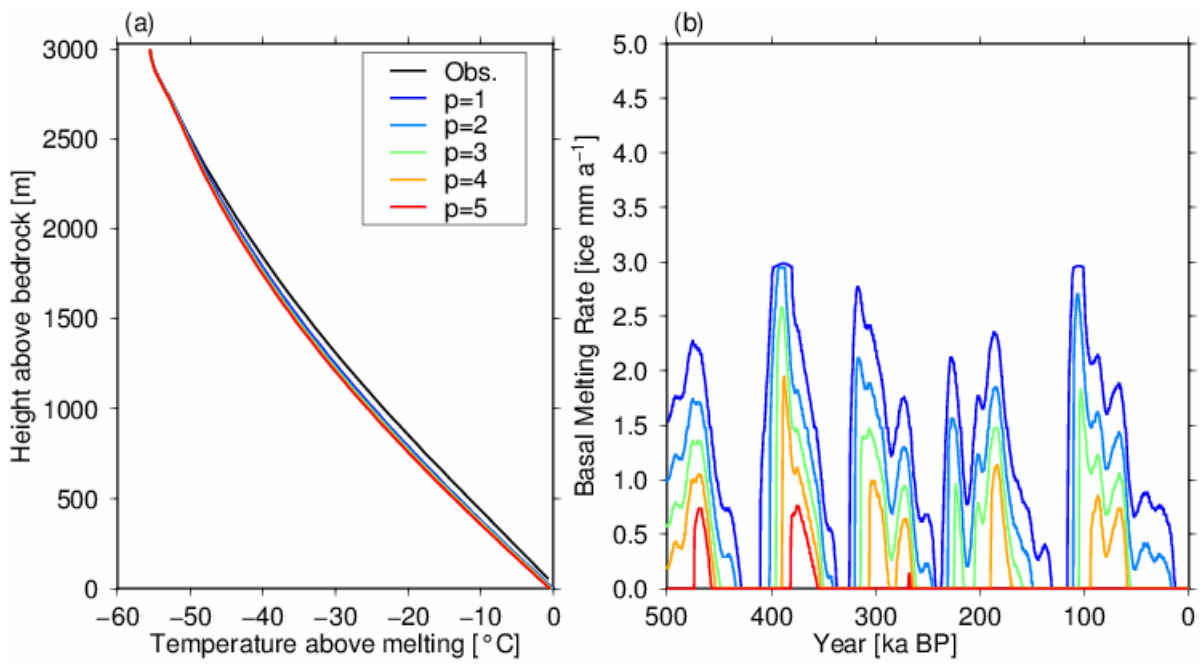 (a)
(b)
3000
2500
2000
1500
1000
500
0
Height above bedrock [m]
−60
−50
−40
−30
−20
−10
0
Temperature above melting [°C]
Obs.
p=1
p=2
p=3
p=4
p=5
5.0
4.5
4.0
3.5
3.0
2.5
2.0
1.5
1.0
0.5
0.0
Basal Melting Rate [ice mm a⁻¹]
500
400
300
200
100
0
Year [ka BP]